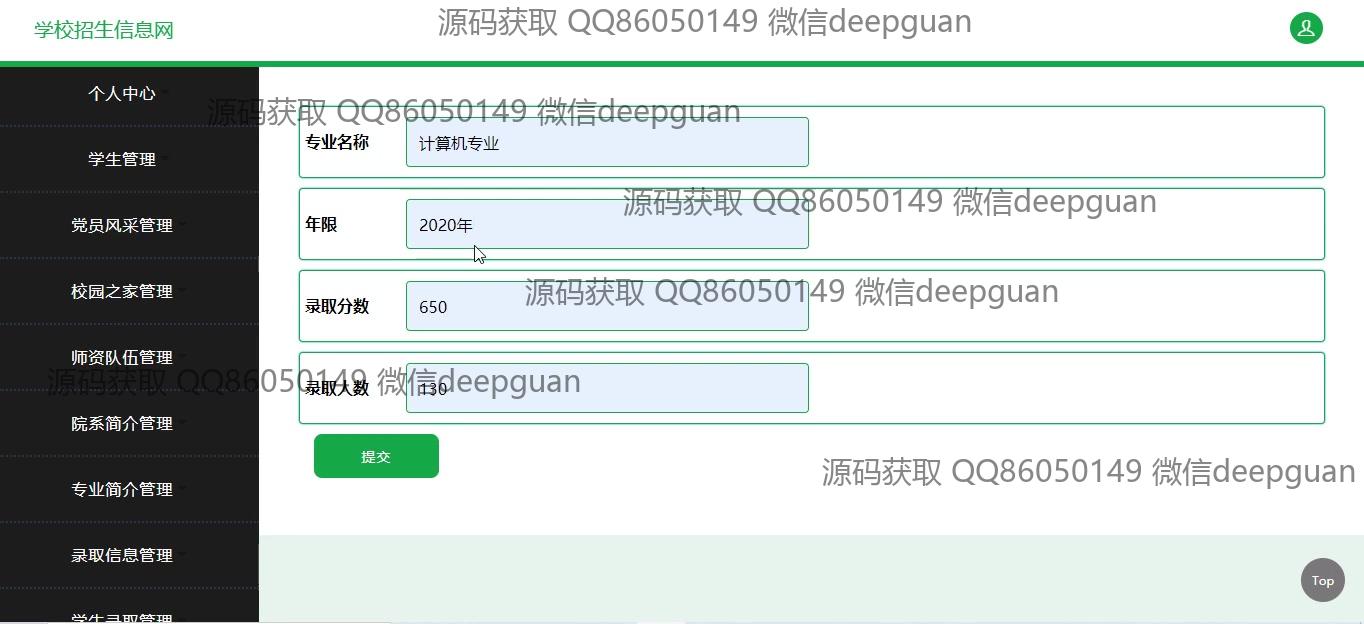 学校招生信息网
源码获取 QQ86050149 微信deepguan
个人中心
源码获取 QQ86050149 微信deepguan
专业名称 计算机专业
学生管理
源码获取 QQ86050149 微信deepguan
党员风采管理
年限 2020年
校园之家管理
源码获取 QQ86050149 微信deepguan
录取分数 650
师资队伍管理
源码获取 QQ86050149 微信deepguan
录取人数 130
院系简介管理
提交
源码获取 QQ86050149 微信deepguan
专业简介管理
录取信息管理
Top
学生录取管理